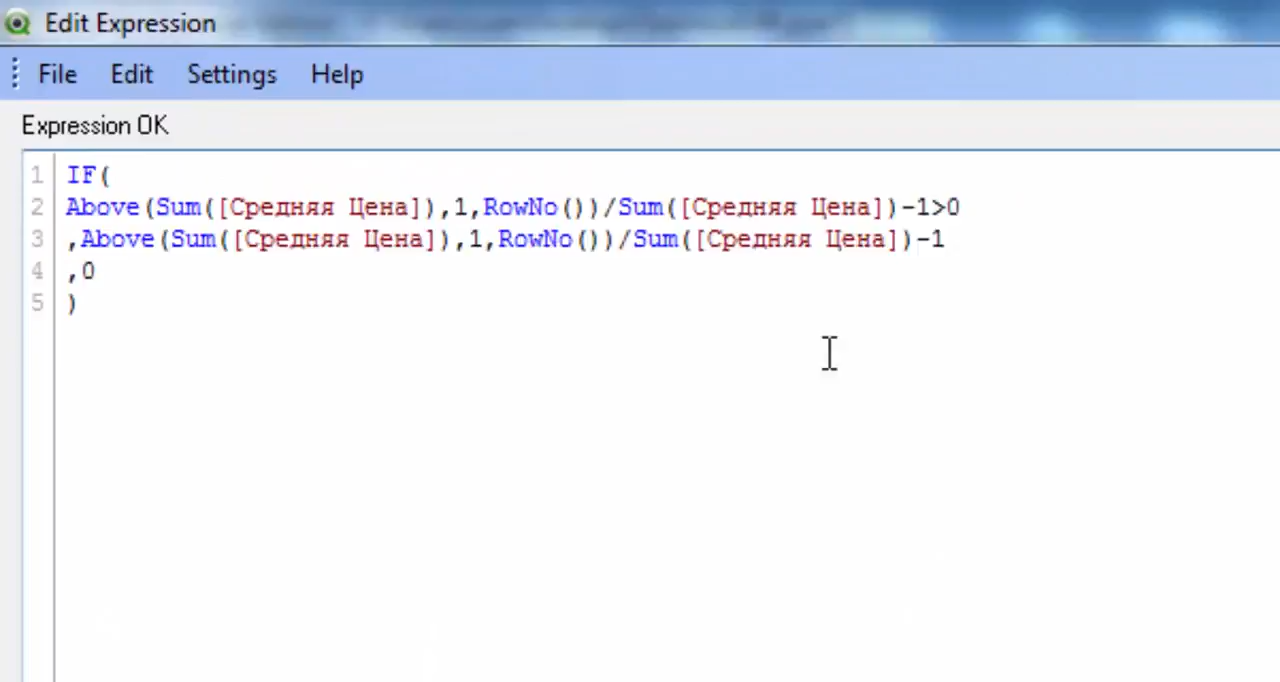 Edit Expression
File Edit Settings Help
Expression OK
1 IF(
2 Above(Sum([Средняя Цена]),1,RowNo())/Sum([Средняя Цена])-1>0
3 ,Above(Sum([Средняя Цена]),1,RowNo())/Sum([Средняя Цена])-1
4 ,0
5 )